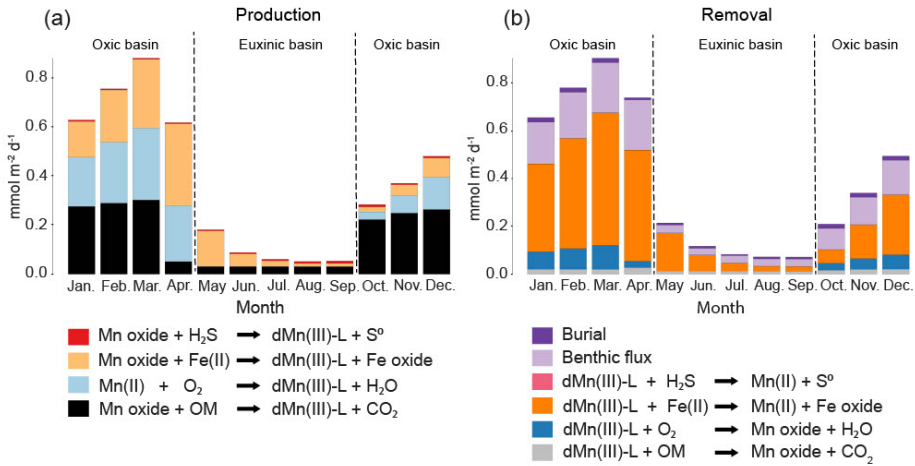 (a) Production
Oxic basin Euxinic basin Oxic basin
mmol m⁻² d⁻¹
0.8
0.6
0.4
0.2
0.0
Jan. Feb. Mar. Apr. May Jun. Jul. Aug. Sep. Oct. Nov. Dec.
Month
Mn oxide + H₂S → dMn(III)-L + S⁰
Mn oxide + Fe(II) → dMn(III)-L + Fe oxide
Mn(II) + O₂ → dMn(III)-L + H₂O
Mn oxide + OM → dMn(III)-L + CO₂
(b) Removal
Oxic basin Euxinic basin Oxic basin
mmol m⁻² d⁻¹
0.8
0.6
0.4
0.2
0.0
Jan. Feb. Mar. Apr. May Jun. Jul. Aug. Sep. Oct. Nov. Dec.
Month
Burial
Benthic flux
dMn(III)-L + H₂S → Mn(II) + S⁰
dMn(III)-L + Fe(II) → Mn(II) + Fe oxide
dMn(III)-L + O₂ → Mn oxide + H₂O
dMn(III)-L + OM → Mn oxide + CO₂